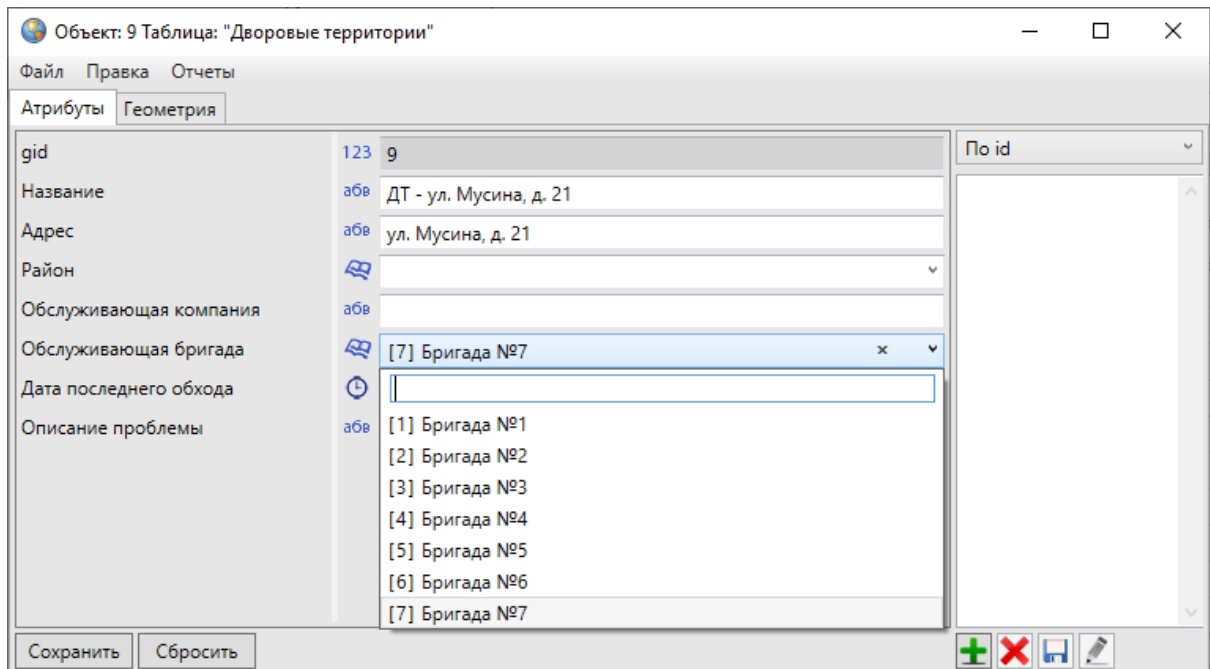 Объект: 9 Таблица: "Дворовые территории"
Файл Правка Отчеты
Атрибуты Геометрия
gid 123 9 По id
Название абв ДТ - ул. Мусина, д. 21
Адрес абв ул. Мусина, д. 21
Район
Обслуживающая компания абв
Обслуживающая бригада [7] Бригада №7
Дата последнего обхода
[1] Бригада №1
Описание проблемы абв
[2] Бригада №2
[3] Бригада №3
[4] Бригада №4
[5] Бригада №5
[6] Бригада №6
[7] Бригада №7
Сохранить Сбросить